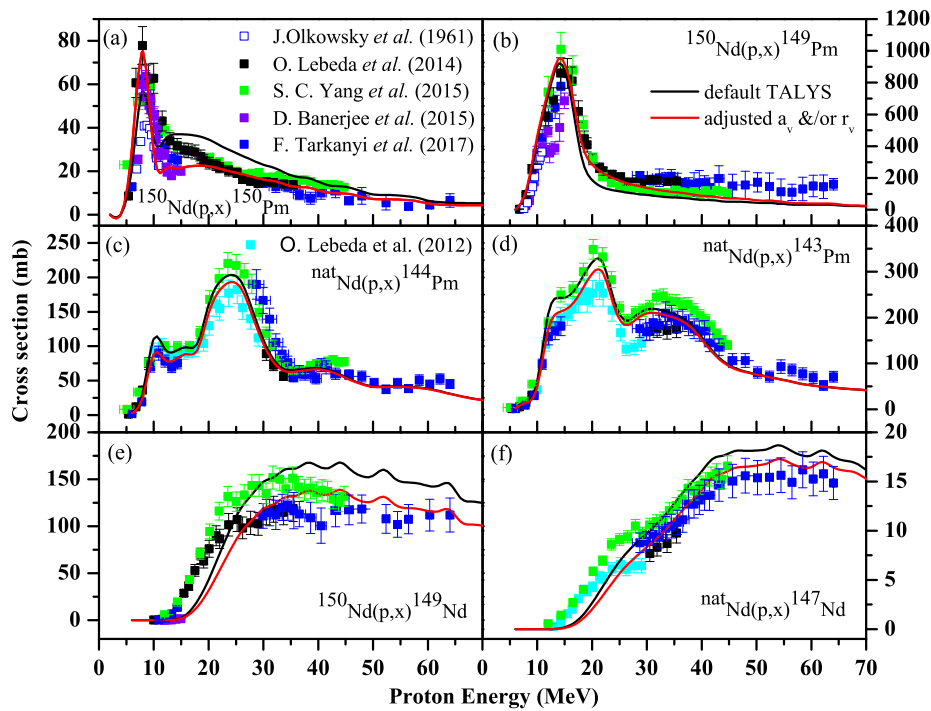 (a)
J.Olkowsky et al. (1961)
O. Lebeda et al. (2014)
S. C. Yang et al. (2015)
D. Banerjee et al. (2015)
F. Tarkanyi et al. (2017)
150Nd(p,x)150Pm
80
60
40
20
0
(b)
150Nd(p,x)149Pm
default TALYS
adjusted av &/or rv
1200
1000
800
600
400
200
0
(c)
O. Lebeda et al. (2012)
natNd(p,x)144Pm
250
200
150
100
50
0
(d)
natNd(p,x)143Pm
400
300
200
100
0
(e)
150Nd(p,x)149Nd
200
150
100
50
0
(f)
natNd(p,x)147Nd
20
15
10
5
0
0 10 20 30 40 50 60 0 10 20 30 40 50 60 70
Cross section (mb)
Proton Energy (MeV)